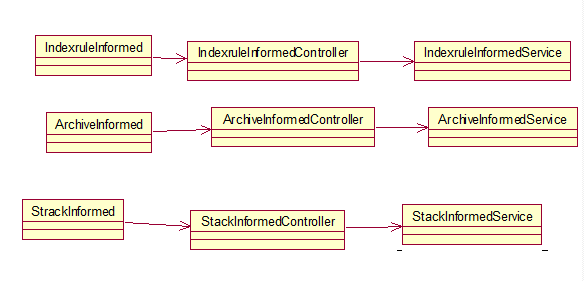 IndexruleInformed
IndexruleInformedController
IndexruleInformedService
ArchiveInformed
ArchiveInformedController
ArchiveInformedService
StrackInformed
StackInformedController
StackInformedService